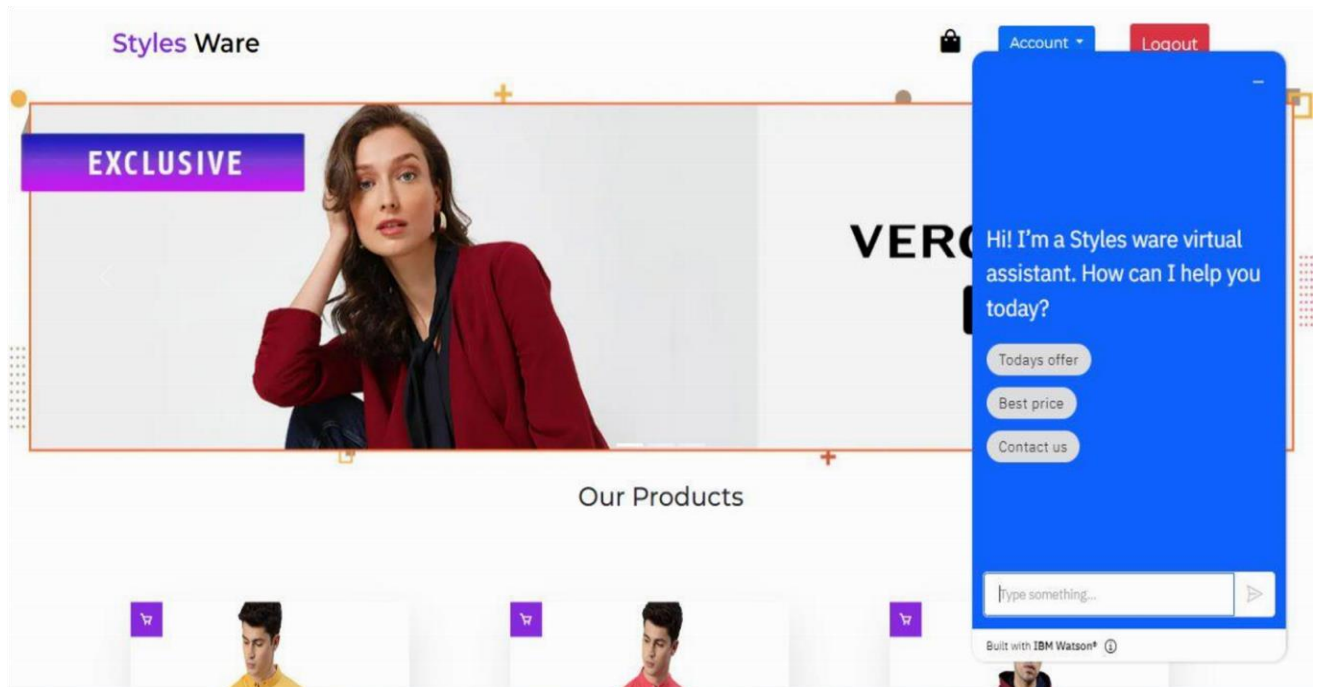 Styles Ware
Account
Logout
EXCLUSIVE
Hi! I'm a Styles ware virtual
assistant. How can I help you
today?
Todays offer
Best price
Contact us
Our Products
Type something...
Built with IBM Watson®